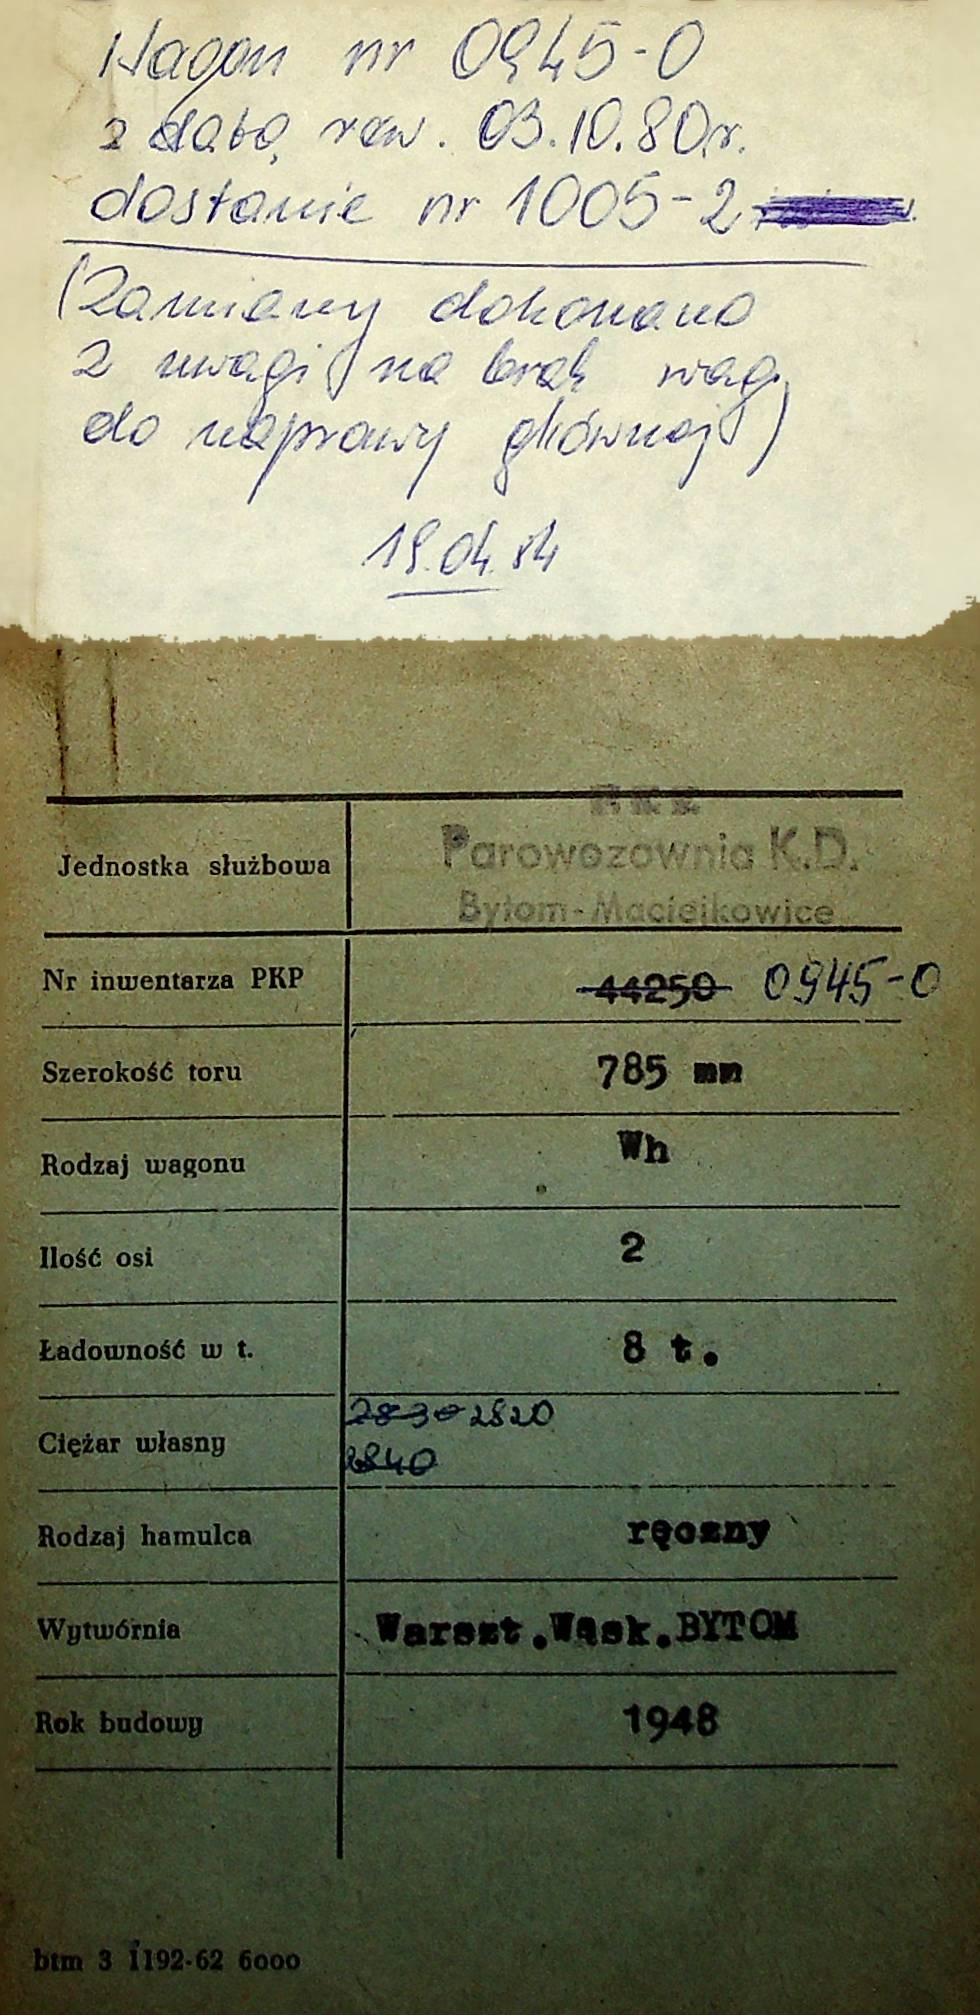 Wagon nr 0945-0
z datą rew. 03.10.80r.
dostanie nr 1005-2
(Zamiany dokonano
z uwagi na brak wag.
do naprawy głównej)
19.04.84
Jednostka służbowa
Parowozownia K.D.
Bytom-Maciejkowice
Nr inwentarza PKP 44250 0945-0
Szerokość toru 785 mm
Rodzaj wagonu Wh
Ilość osi 2
Ładowność w t. 8 t.
Ciężar własny 2830 2820
2840
Rodzaj hamulca ręczny
Wytwórnia Warszt.Wąsk.BYTOM
Rok budowy 1948
btm 3 1192-62 6000